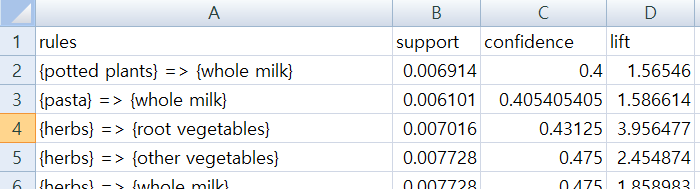 A B C D
1 rules support confidence lift
2 {potted plants} => {whole milk} 0.006914 0.4 1.56546
3 {pasta} => {whole milk} 0.006101 0.405405405 1.586614
4 {herbs} => {root vegetables} 0.007016 0.43125 3.956477
5 {herbs} => {other vegetables} 0.007728 0.475 2.454874
6 {herbs} => {whole milk} 0.007728 0.475 1.858983